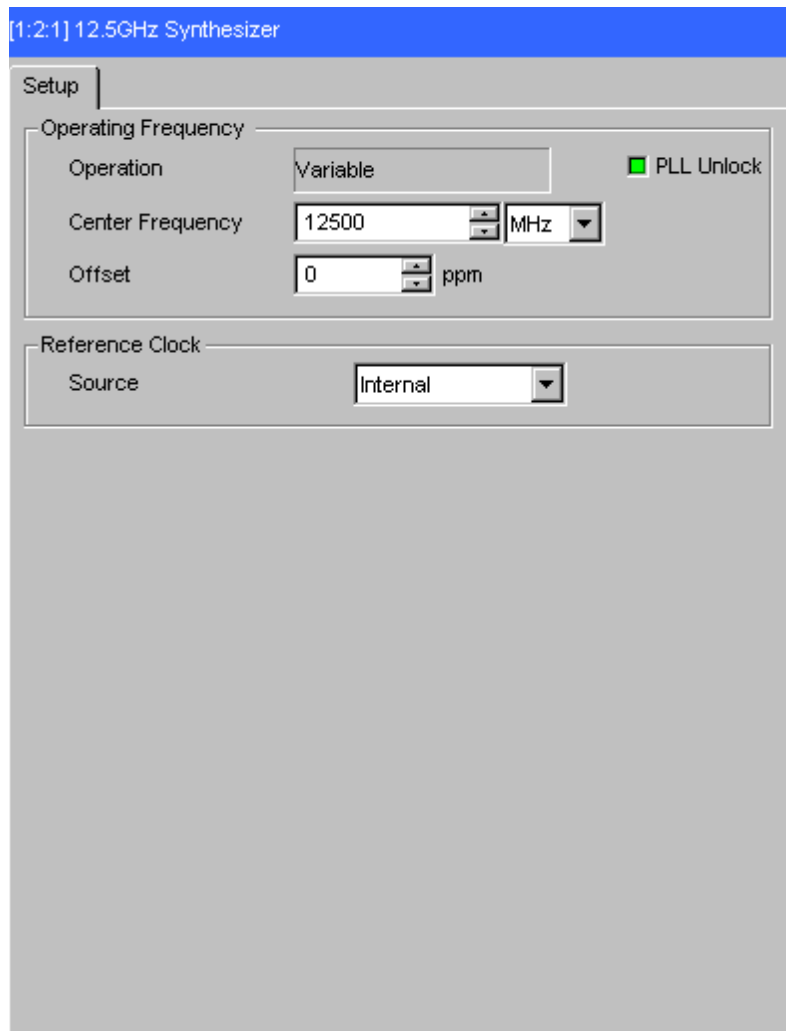 [1:2:1] 12.5GHz Synthesizer
Setup
Operating Frequency
Operation Variable PLL Unlock
Center Frequency 12500 MHz
Offset 0 ppm
Reference Clock
Source Internal